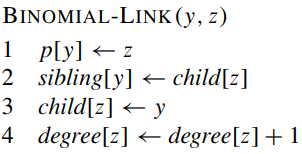 BINOMIAL-LINK(y, z)
1 p[y] ← z
2 sibling[y] ← child[z]
3 child[z] ← y
4 degree[z] ← degree[z] + 1